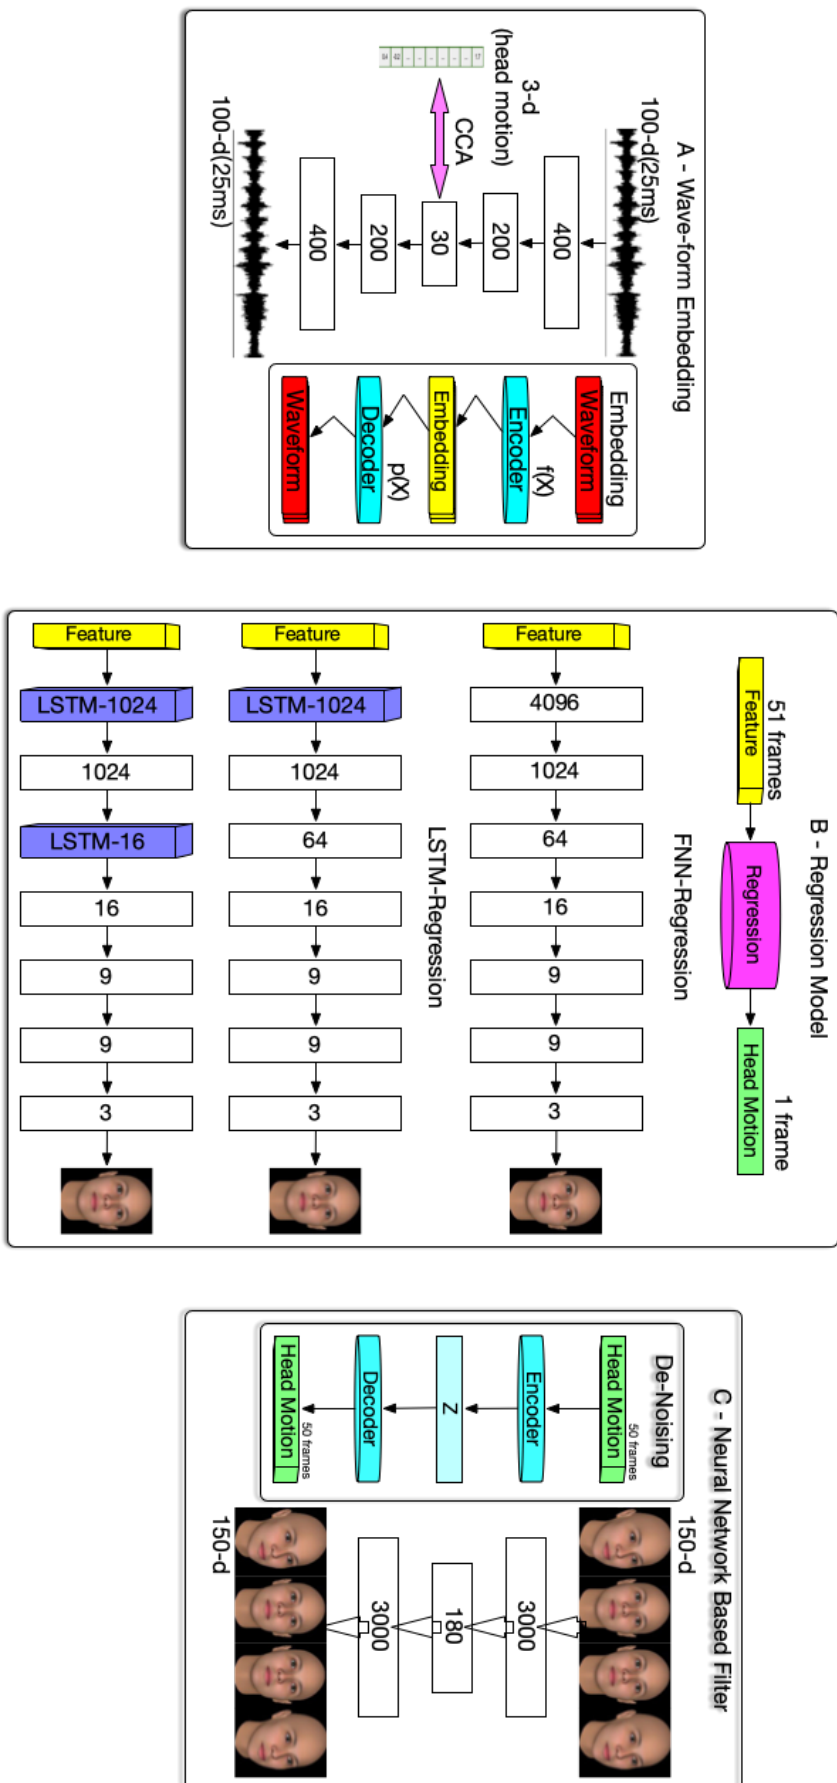 A - Wave-form Embedding
100-d(25ms)
400
200
30
200
400
100-d(25ms)
3-d
(head motion)
CCA
Embedding
Waveform
f(X)
Encoder
Embedding
p(X)
Decoder
Waveform
B - Regression Model
51 frames
Feature
Regression
1 frame
Head Motion
FNN-Regression
Feature
4096
1024
64
16
9
9
3
LSTM-Regression
Feature
LSTM-1024
1024
64
16
9
9
3
Feature
LSTM-1024
1024
LSTM-16
16
9
9
3
C - Neural Network Based Filter
De-Noising
Head Motion
50 frames
Encoder
Z
Decoder
Head Motion
50 frames
150-d
3000
180
3000
150-d